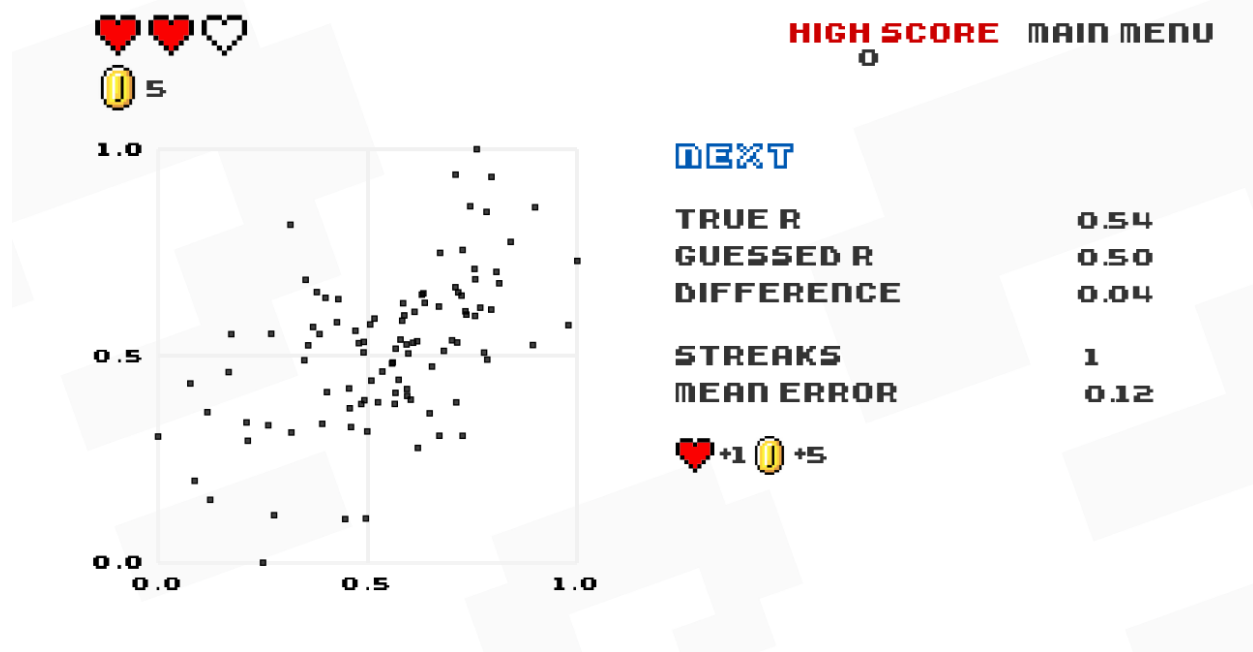 HIGH SCORE MAIN MENU
0
5
1.0
0.5
0.0
0.0 0.5 1.0
NEXT
TRUE R 0.54
GUESSED R 0.50
DIFFERENCE 0.04
STREAKS 1
MEAN ERROR 0.12
+1 +5